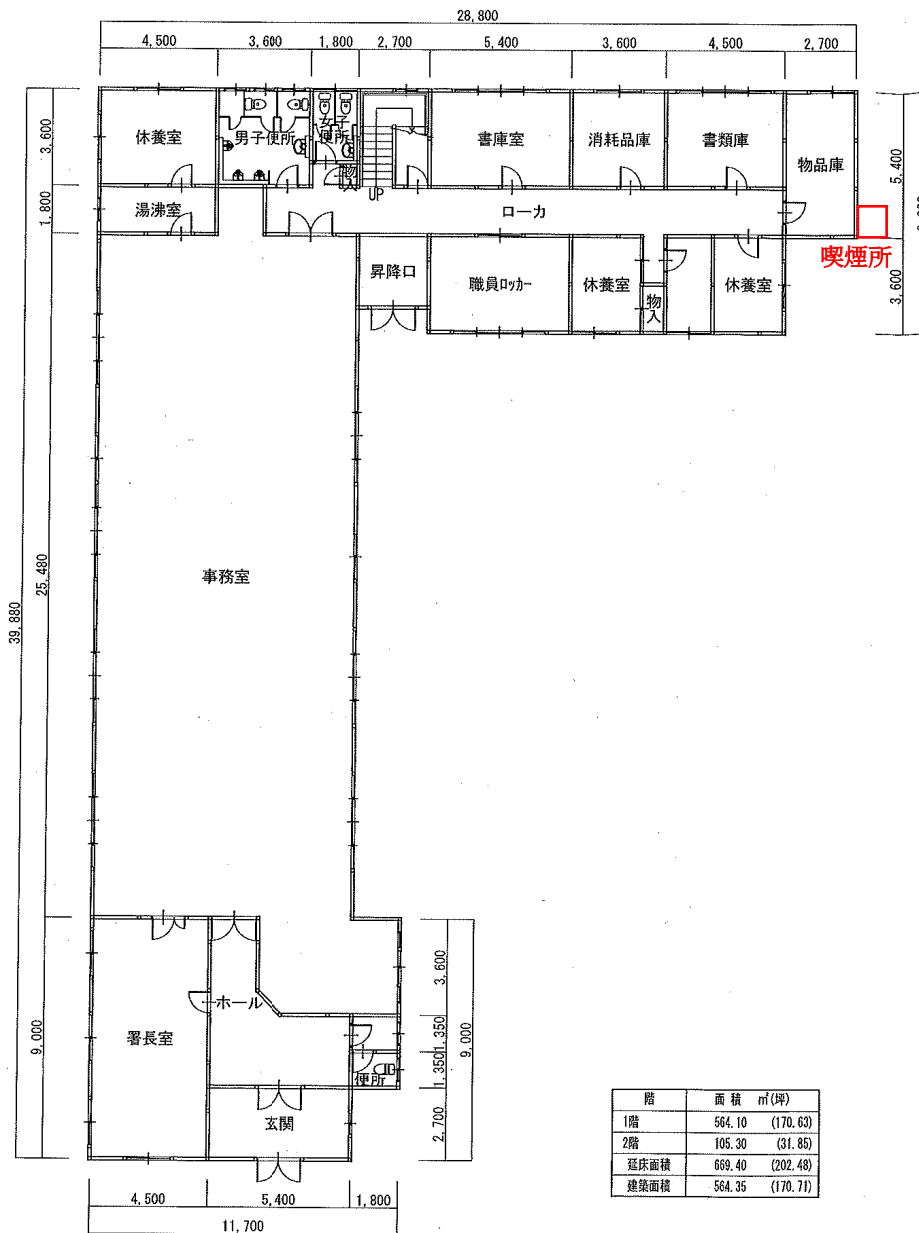 28,800
4,500 3,600 1,800 2,700 5,400 3,600 4,500 2,700
3,600
1,800
25,480
39,880
9,000
休養室
男子便所
女子
便所
物入
UP
書庫室
消耗品庫
書類庫
物品庫
5,400
湯沸室
ローカ
喫煙所
昇降口
職員ロッカー
休養室
物入
休養室
3,600
事務室
署長室
ホール
便所
玄関
3,600
1,350
1,350
2,700
9,000
4,500 5,400 1,800
11,700
階 面積 ㎡(坪)
1階 564.10 (170.63)
2階 105.30 (31.85)
延床面積 669.40 (202.48)
建築面積 564.35 (170.71)